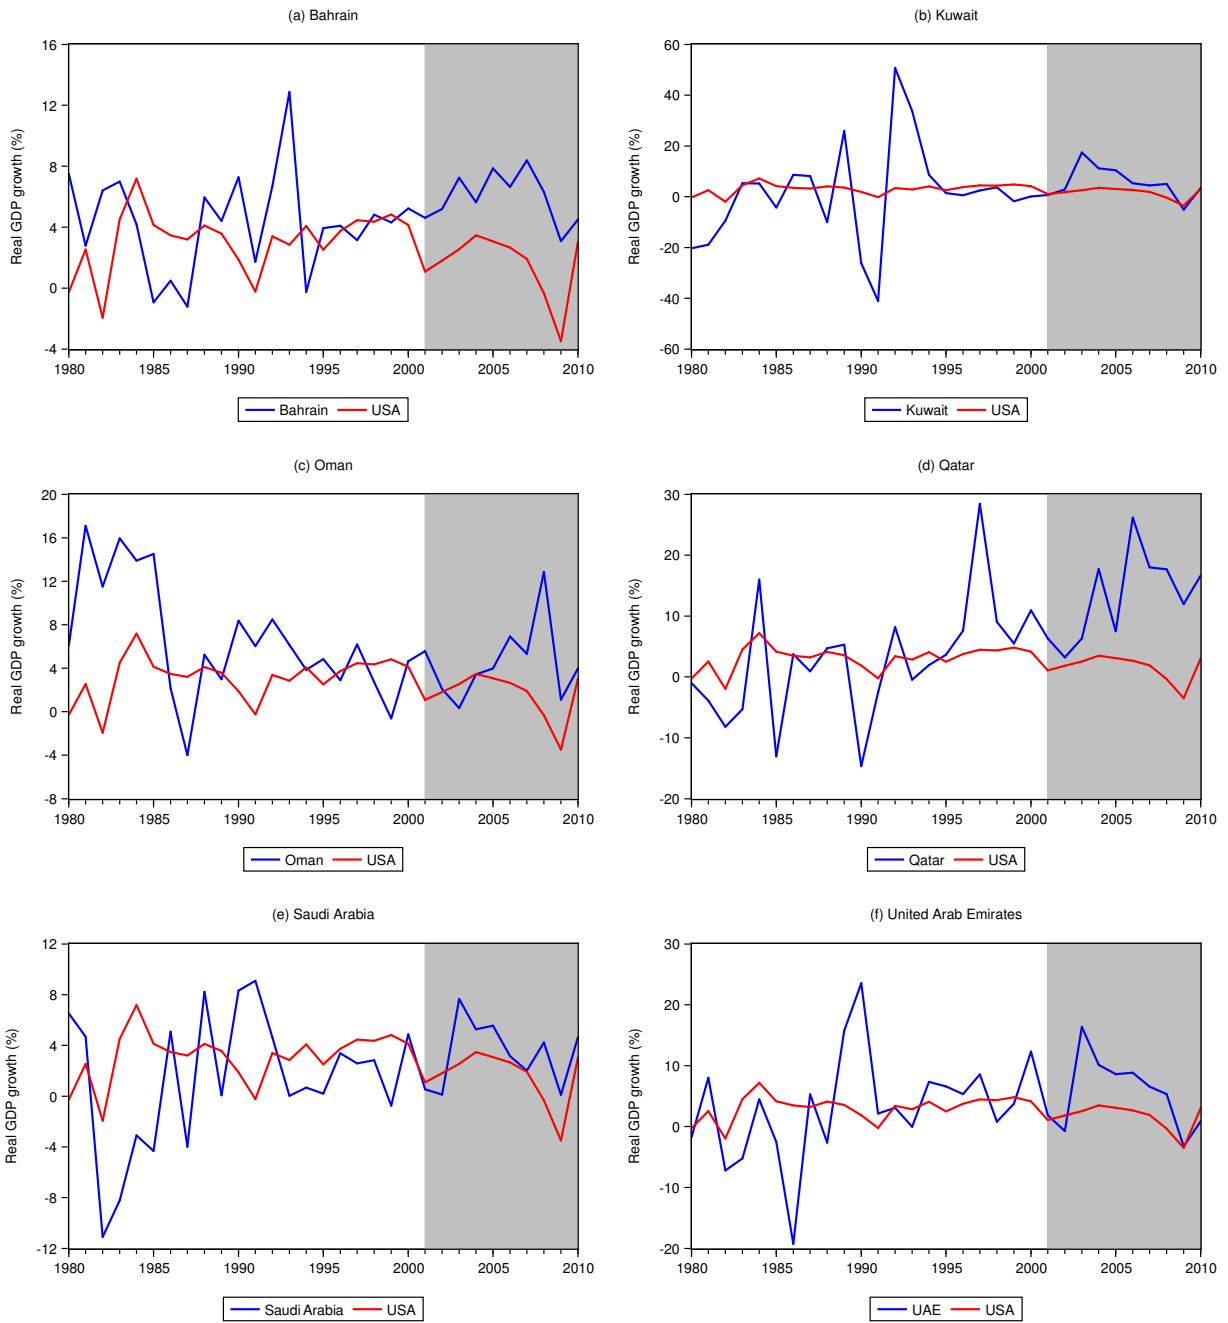 (a) Bahrain
Real GDP growth (%)
16
12
8
4
0
-4
1980 1985 1990 1995 2000 2005 2010
Bahrain USA
(b) Kuwait
Real GDP growth (%)
60
40
20
0
-20
-40
-60
1980 1985 1990 1995 2000 2005 2010
Kuwait USA
(c) Oman
Real GDP growth (%)
20
16
12
8
4
0
-4
-8
1980 1985 1990 1995 2000 2005 2010
Oman USA
(d) Qatar
Real GDP growth (%)
30
20
10
0
-10
-20
1980 1985 1990 1995 2000 2005 2010
Qatar USA
(e) Saudi Arabia
Real GDP growth (%)
12
8
4
0
-4
-8
-12
1980 1985 1990 1995 2000 2005 2010
Saudi Arabia USA
(f) United Arab Emirates
Real GDP growth (%)
30
20
10
0
-10
-20
1980 1985 1990 1995 2000 2005 2010
UAE USA